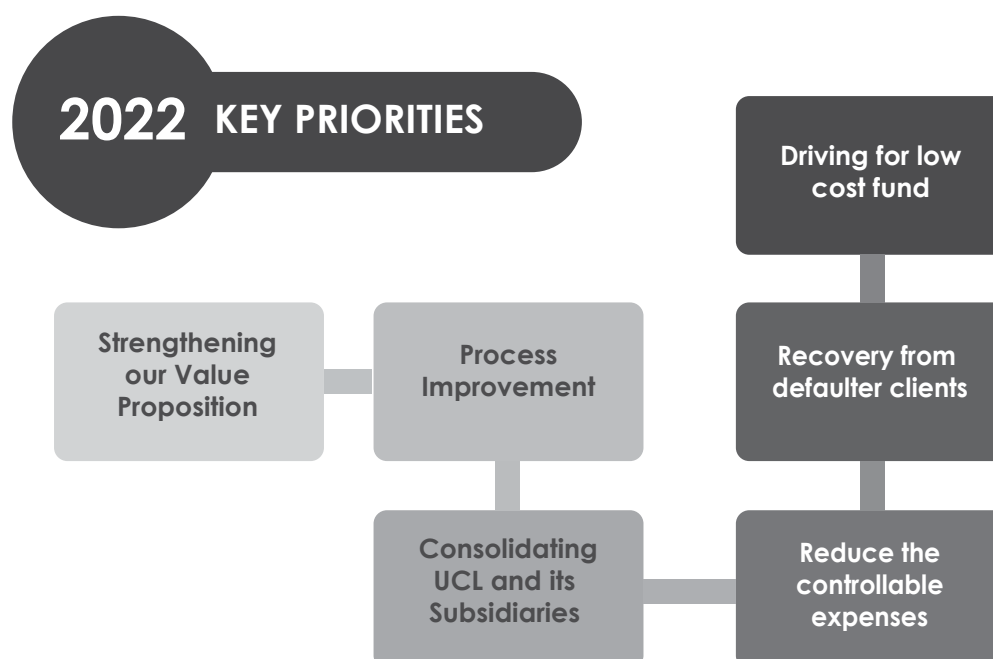 2022 KEY PRIORITIES
Driving for low
cost fund
Strengthening
our Value
Proposition
Process
Improvement
Recovery from
defaulter clients
Consolidating
UCL and its
Subsidiaries
Reduce the
controllable
expenses